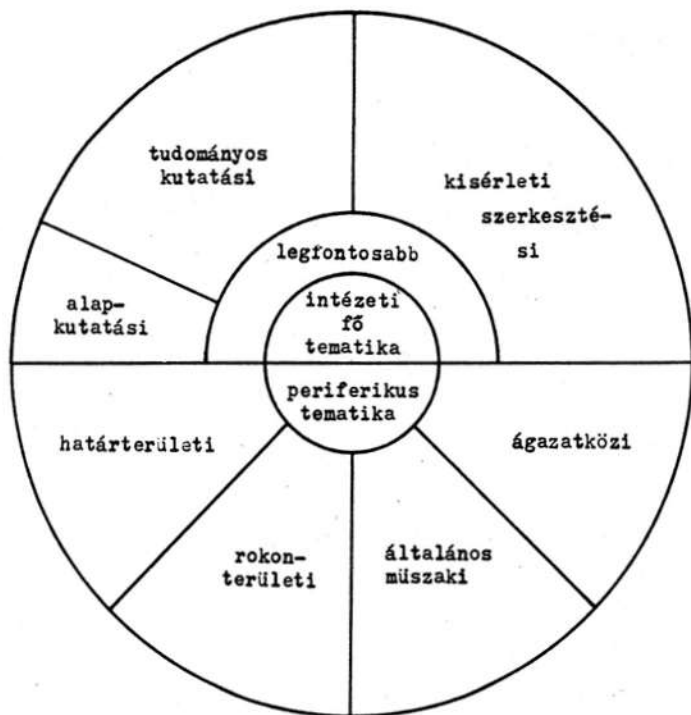 tudományos
kutatási
kisérleti
szerkeszté-
si
legfontosabb
alap-
kutatási
intézeti
fő
tematika
periferikus
tematika
határterületi
ágazatközi
rokon-
területi
általános
müszaki